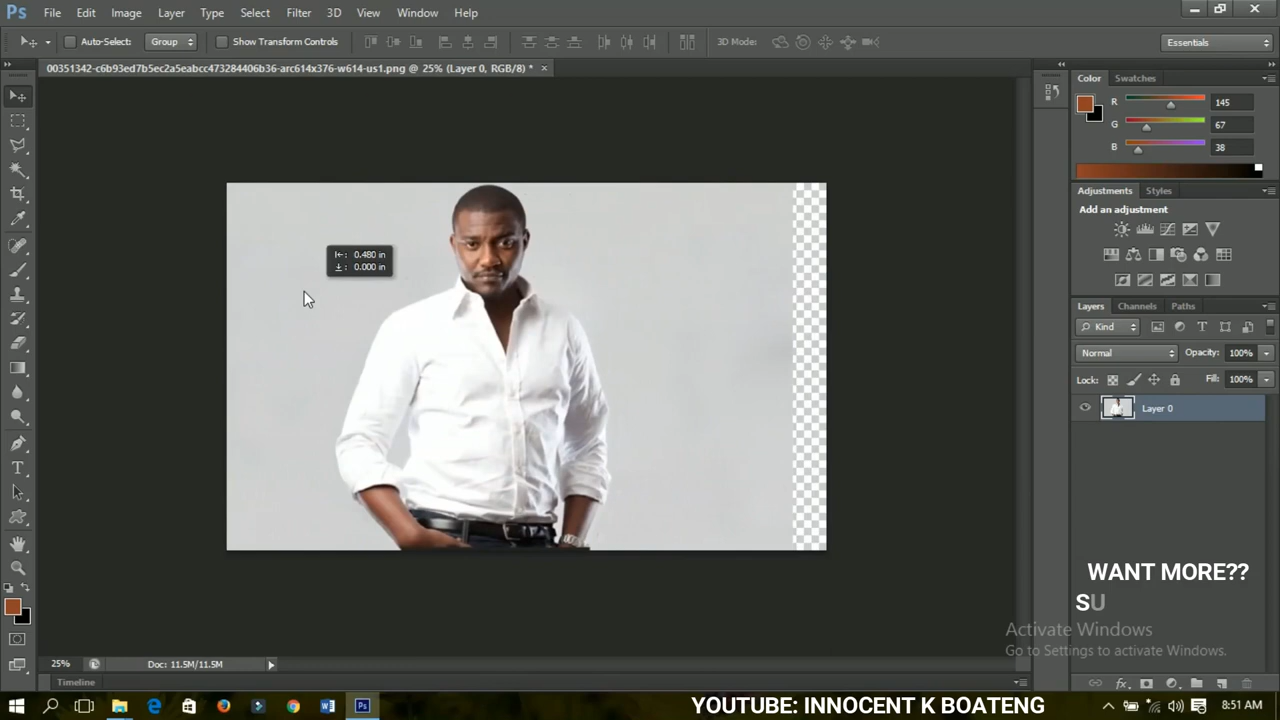 Ps File Edit Image Layer Type Select Filter 3D View Window Help
Auto-Select: Group Show Transform Controls 3D Mode: Essentials
00351342-c6b93ed7b5ec2a5eabcc473284406b36-arc614x376-w614-us1.png @ 25% (Layer 0, RGB/8) * ×
Color Swatches
R 145
G 67
B 38
Adjustments Styles
Add an adjustment
Layers Channels Paths
Kind
Normal Opacity: 100%
Lock: Fill: 100%
Layer 0
0.480 in
0.000 in
WANT MORE??
SU
Activate Windows
Go to Settings to activate Windows.
25% Doc: 11.5M/11.5M
Timeline
YOUTUBE: INNOCENT K BOATENG
Ps 8:51 AM